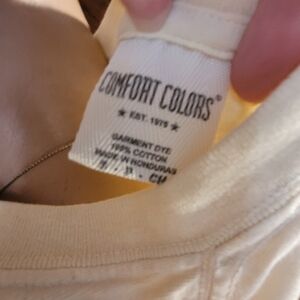 COMFORT COLORS®
★ EST. 1975 ★
GARMENT DYE
100% COTTON
MADE IN HONDURAS